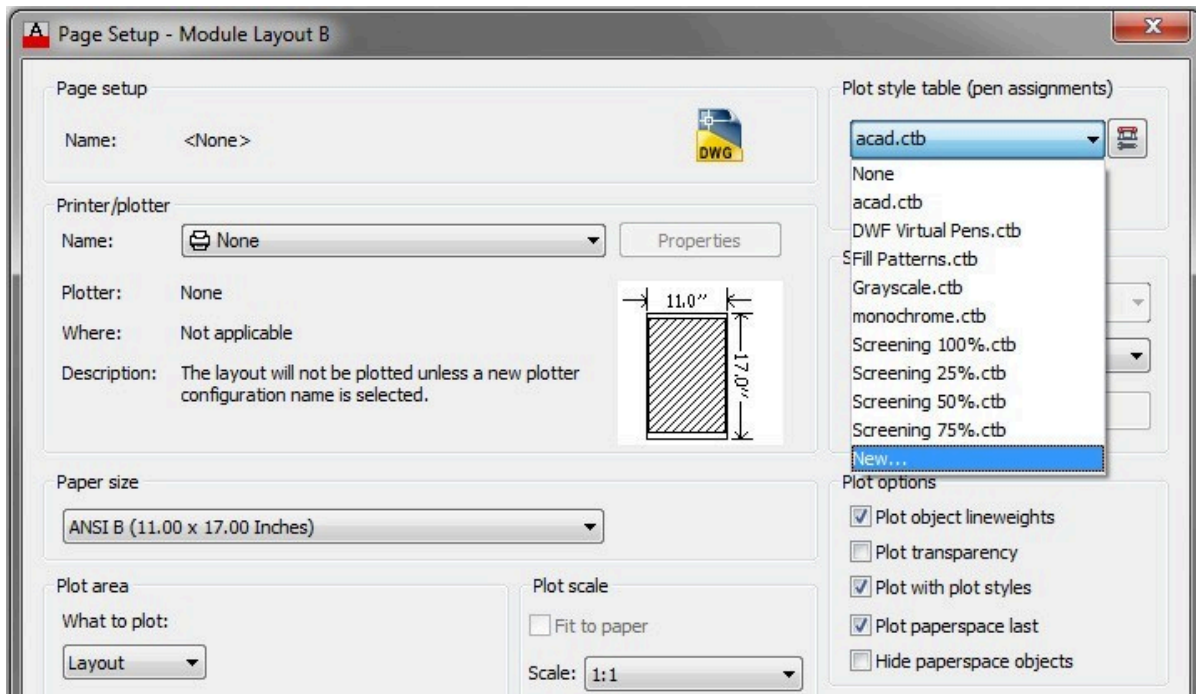 Page Setup - Module Layout B
Page setup
Name: <None>
DWG
Printer/plotter
Name: None
Properties
Plotter: None
Where: Not applicable
Description: The layout will not be plotted unless a new plotter
configuration name is selected.
11.0"
17.0"
Paper size
ANSI B (11.00 x 17.00 Inches)
Plot area
What to plot:
Layout
Plot scale
Fit to paper
Scale: 1:1
Plot style table (pen assignments)
acad.ctb
None
acad.ctb
DWF Virtual Pens.ctb
Fill Patterns.ctb
Grayscale.ctb
monochrome.ctb
Screening 100%.ctb
Screening 25%.ctb
Screening 50%.ctb
Screening 75%.ctb
New...
Plot options
Plot object lineweights
Plot transparency
Plot with plot styles
Plot paperspace last
Hide paperspace objects